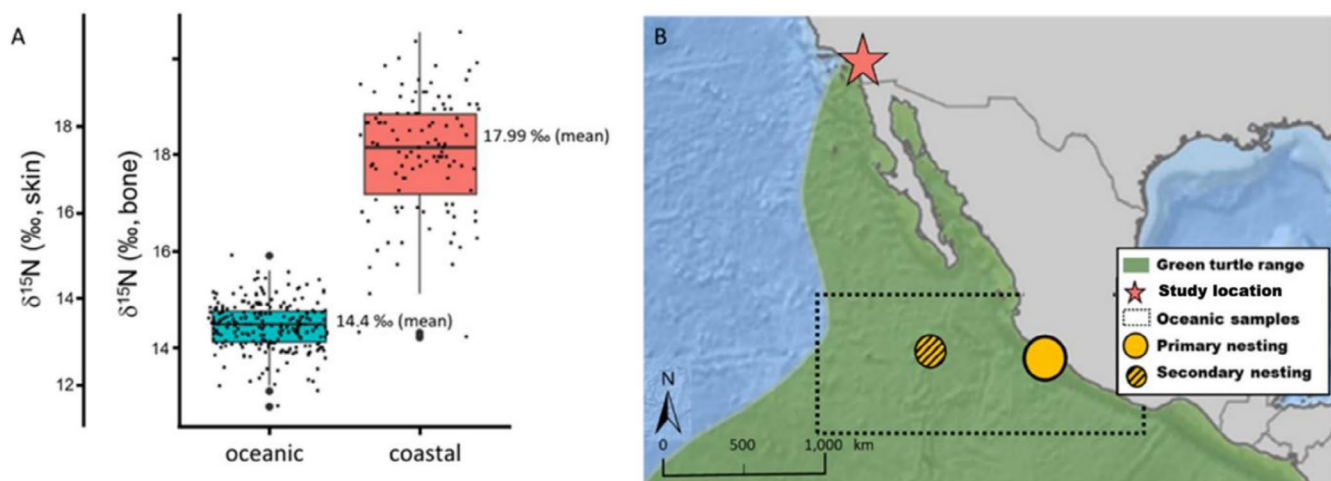 A
δ¹⁵N (‰, skin)
18
16
14
12
δ¹⁵N (‰, bone)
18
16
14
17.99 ‰ (mean)
14.4 ‰ (mean)
oceanic
coastal
B
Green turtle range
Study location
Oceanic samples
Primary nesting
Secondary nesting
N
0 500 1,000 km